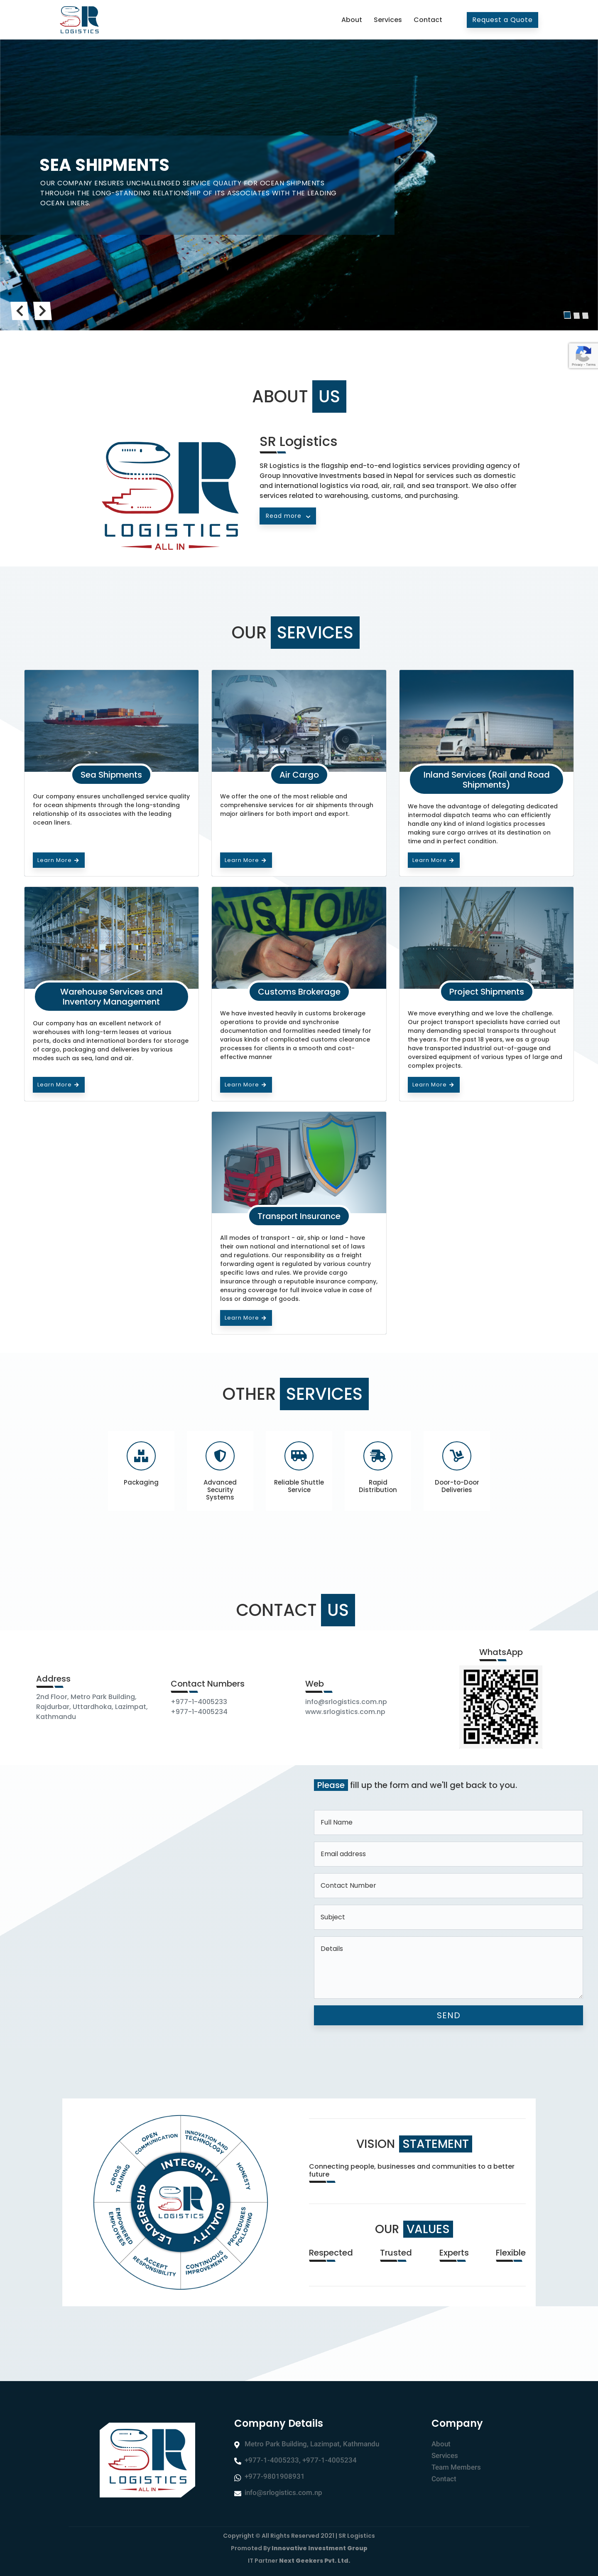 SR
LOGISTICS
About
Services
Contact
Request a Quote
SEA SHIPMENTS
OUR COMPANY ENSURES UNCHALLENGED SERVICE QUALITY FOR OCEAN SHIPMENTS
THROUGH THE LONG-STANDING RELATIONSHIP OF ITS ASSOCIATES WITH THE LEADING
OCEAN LINERS.
Privacy - Terms
ABOUT US
SR
LOGISTICS
ALL IN
SR Logistics
SR Logistics is the flagship end-to-end logistics services providing agency of
Group Innovative Investments based in Nepal for services such as domestic
and international logistics via road, air, rail, and sea transport. We also offer
services related to warehousing, customs, and purchasing.
Read more
OUR SERVICES
Sea Shipments
Our company ensures unchallenged service quality
for ocean shipments through the long-standing
relationship of its associates with the leading
ocean liners.
Learn More
Air Cargo
We offer the one of the most reliable and
comprehensive services for air shipments through
major airliners for both import and export.
Learn More
Inland Services (Rail and Road
Shipments)
We have the advantage of delegating dedicated
intermodal dispatch teams who can efficiently
handle any kind of inland logistics processes
making sure cargo arrives at its destination on
time and in perfect condition.
Learn More
Warehouse Services and
Inventory Management
Our company has an excellent network of
warehouses with long-term leases at various
ports, docks and international borders for storage
of cargo, packaging and deliveries by various
modes such as sea, land and air.
Learn More
CUSTOMS
Customs Brokerage
We have invested heavily in customs brokerage
operations to provide and synchronise
documentation and formalities needed timely for
various kinds of complicated customs clearance
processes for clients in a smooth and cost-
effective manner
Learn More
Project Shipments
We move everything and we love the challenge.
Our project transport specialists have carried out
many demanding special transports throughout
the years. For the past 18 years, we as a group
have transported industrial out-of-gauge and
oversized equipment of various types of large and
complex projects.
Learn More
Transport Insurance
All modes of transport – air, ship or land – have
their own national and international set of laws
and regulations. Our responsibility as a freight
forwarding agent is regulated by various country
specific laws and rules. We provide cargo
insurance through a reputable insurance company,
ensuring coverage for full invoice value in case of
loss or damage of goods.
Learn More
OTHER SERVICES
Packaging
Advanced
Security
Systems
Reliable Shuttle
Service
Rapid
Distribution
Door-to-Door
Deliveries
CONTACT US
Address
2nd Floor, Metro Park Building,
Rajdurbar, Uttardhoka, Lazimpat,
Kathmandu
Contact Numbers
+977-1-4005233
+977-1-4005234
Web
info@srlogistics.com.np
www.srlogistics.com.np
WhatsApp
Please fill up the form and we'll get back to you.
Full Name
Email address
Contact Number
Subject
Details
SEND
OPEN COMMUNICATION
INNOVATION AND TECHNOLOGY
HONESTY
PROCEDURES FOLLOWING
CONTINUOUS IMPROVEMENTS
ACCEPT RESPONSIBILITY
EMPOWERED EMPLOYEES
CROSS TRAINING
INTEGRITY
QUALITY
LEADERSHIP
SR
LOGISTICS
VISION STATEMENT
Connecting people, businesses and communities to a better
future
OUR VALUES
Respected
Trusted
Experts
Flexible
SR
LOGISTICS
ALL IN
Company Details
Metro Park Building, Lazimpat, Kathmandu
+977-1-4005233, +977-1-4005234
+977-9801908931
info@srlogistics.com.np
Company
About
Services
Team Members
Contact
Copyright © All Rights Reserved 2021 | SR Logistics
Promoted By Innovative Investment Group
IT Partner Next Geekers Pvt. Ltd.